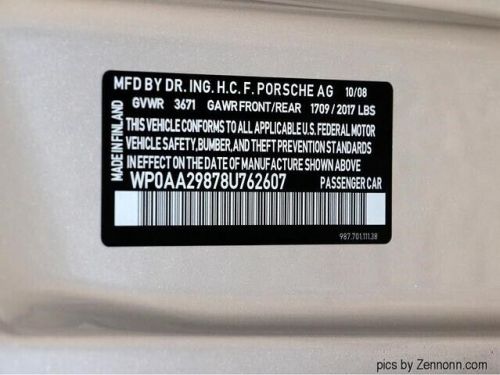 MFD BY DR. ING. H.C. F. PORSCHE AG 10/08
GVWR 3671 GAWR FRONT/REAR 1709 / 2017 LBS
THIS VEHICLE CONFORMS TO ALL APPLICABLE U.S. FEDERAL MOTOR
VEHICLE SAFETY, BUMBER, AND THEFT PREVENTION STANDARDS
IN EFFECT ON THE DATE OF MANUFACTURE SHOWN ABOVE
WP0AA29878U762607 PASSENGER CAR
MADE IN FINLAND
987.701.111.38
pics by Zennonn.com